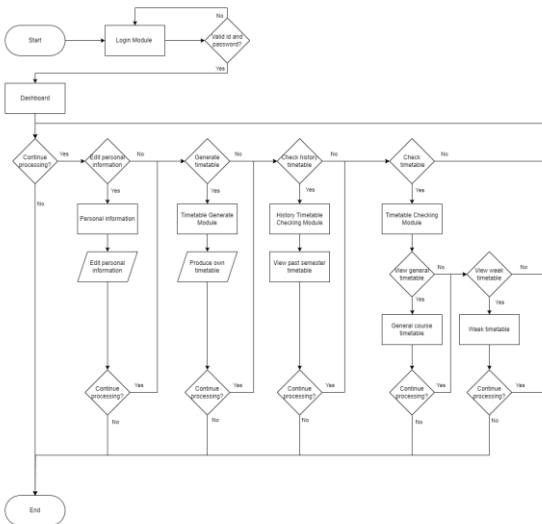 No
Start
Login Module
Valid id and
password?
Yes
Dashboard
Continue
processing?
Yes
Edit personal
information
No
Generate
timetable
No
Check history
timetable
No
Check
timetable
No
No
Yes
Yes
Yes
Yes
Personal information
Timetable Generate
Module
History Timetable
Checking Module
Timetable Checking
Module
Edit personal
information
Produce own
timetable
View past semester
timetable
View general
timetable
No
View week
timetable
No
Yes
Yes
General course
timetable
Week timetable
Continue
processing?
Yes
Continue
processing?
Yes
Continue
processing?
Yes
Continue
processing?
Yes
Continue
processing?
Yes
No
No
No
No
No
End